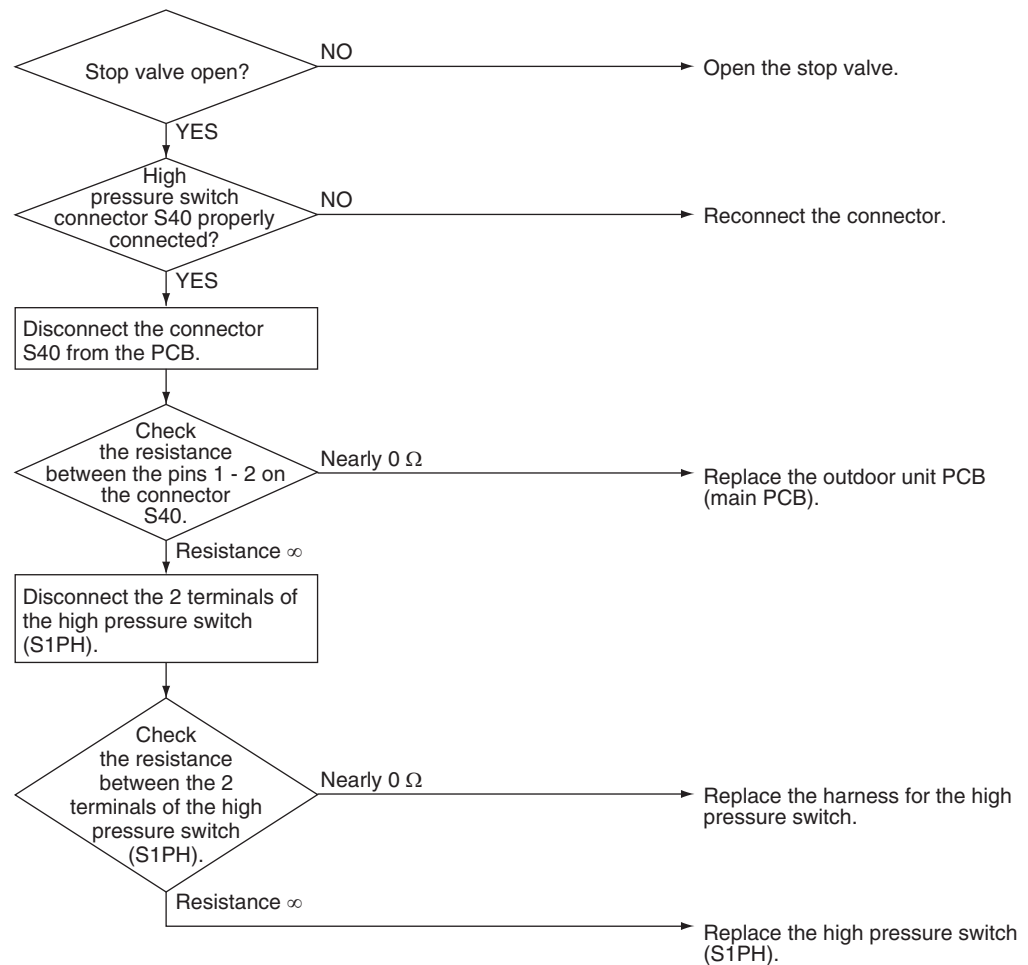 Stop valve open?
NO
Open the stop valve.
YES
High
pressure switch
connector S40 properly
connected?
NO
Reconnect the connector.
YES
Disconnect the connector
S40 from the PCB.
Check
the resistance
between the pins 1 - 2 on
the connector
S40.
Nearly 0 Ω
Replace the outdoor unit PCB
(main PCB).
Resistance ∞
Disconnect the 2 terminals of
the high pressure switch
(S1PH).
Check
the resistance
between the 2
terminals of the high
pressure switch
(S1PH).
Nearly 0 Ω
Replace the harness for the high
pressure switch.
Resistance ∞
Replace the high pressure switch
(S1PH).